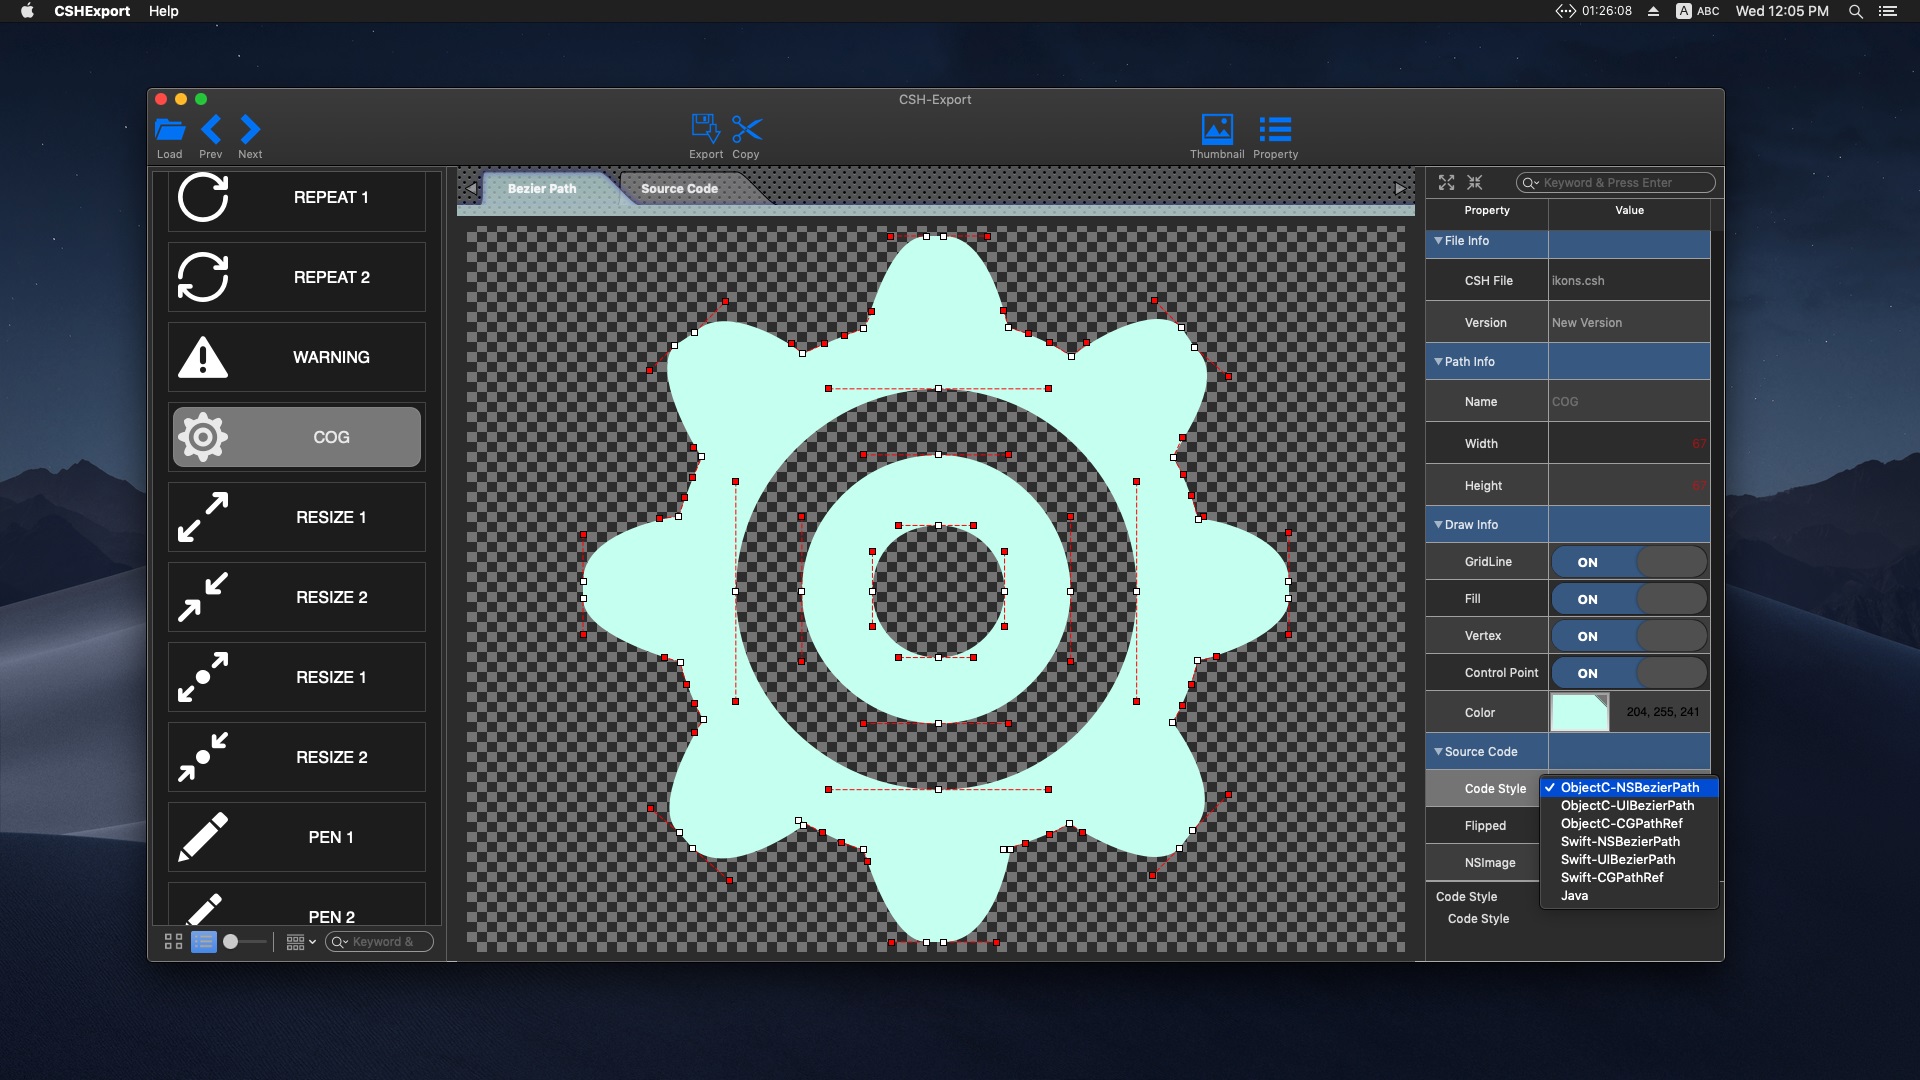 CSHExport Help 01:26:08 A ABC Wed 12:05 PM
CSH-Export
Load Prev Next Export Copy Thumbnail Property
REPEAT 1
REPEAT 2
WARNING
COG
RESIZE 1
RESIZE 2
RESIZE 1
RESIZE 2
PEN 1
PEN 2
Keyword &
Bezier Path Source Code
Keyword & Press Enter
Property Value
File Info
CSH File ikons.csh
Version New Version
Path Info
Name COG
Width 67
Height 67
Draw Info
GridLine ON
Fill ON
Vertex ON
Control Point ON
Color 204, 255, 241
Source Code
Code Style
Flipped
NSImage
ObjectC-NSBezierPath
ObjectC-UIBezierPath
ObjectC-CGPathRef
Swift-NSBezierPath
Swift-UIBezierPath
Swift-CGPathRef
Java
Code Style
Code Style